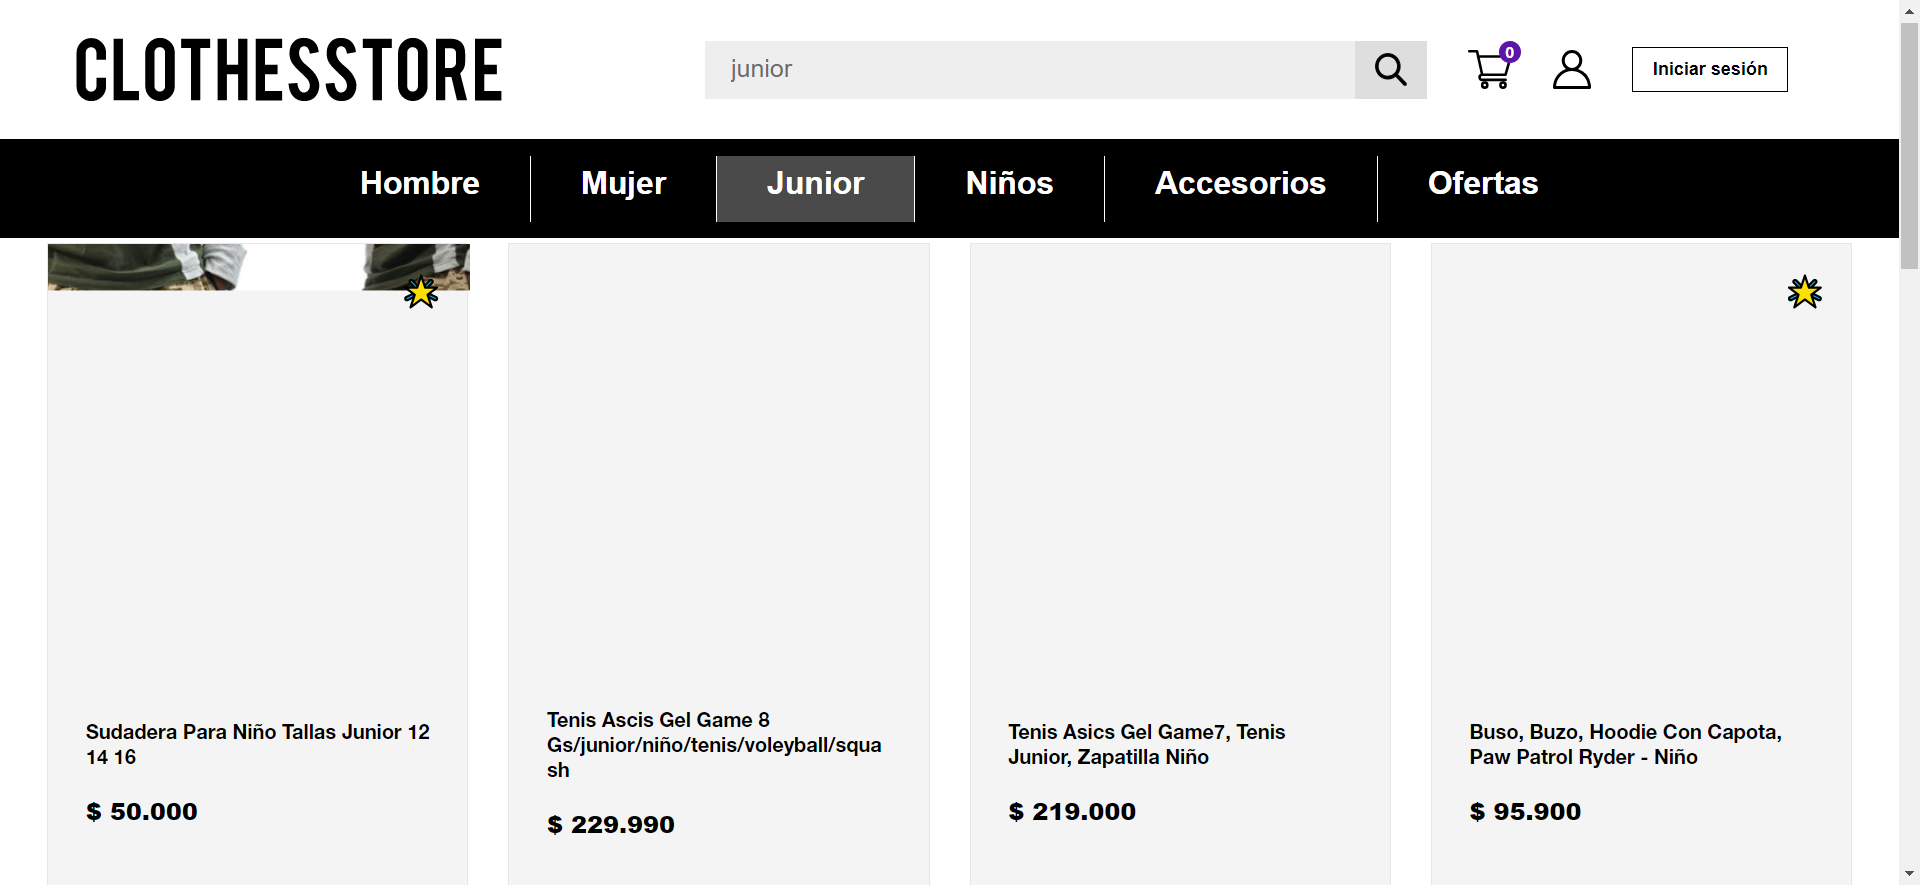 CLOTHESSTORE
junior
0
Iniciar sesión
Hombre
Mujer
Junior
Niños
Accesorios
Ofertas
Sudadera Para Niño Tallas Junior 12
14 16
$ 50.000
Tenis Ascis Gel Game 8
Gs/junior/niño/tenis/voleyball/squa
sh
$ 229.990
Tenis Asics Gel Game7, Tenis
Junior, Zapatilla Niño
$ 219.000
Buso, Buzo, Hoodie Con Capota,
Paw Patrol Ryder - Niño
$ 95.900